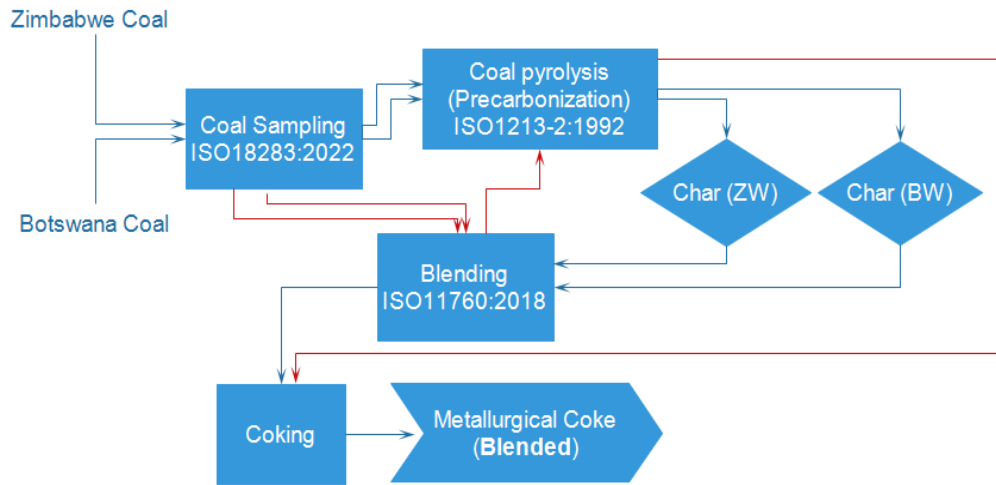 Zimbabwe Coal
Coal Sampling
ISO18283:2022
Botswana Coal
Coal pyrolysis
(Precarbonization)
ISO1213-2:1992
Char (ZW)
Char (BW)
Blending
ISO11760:2018
Coking
Metallurgical Coke
(Blended)